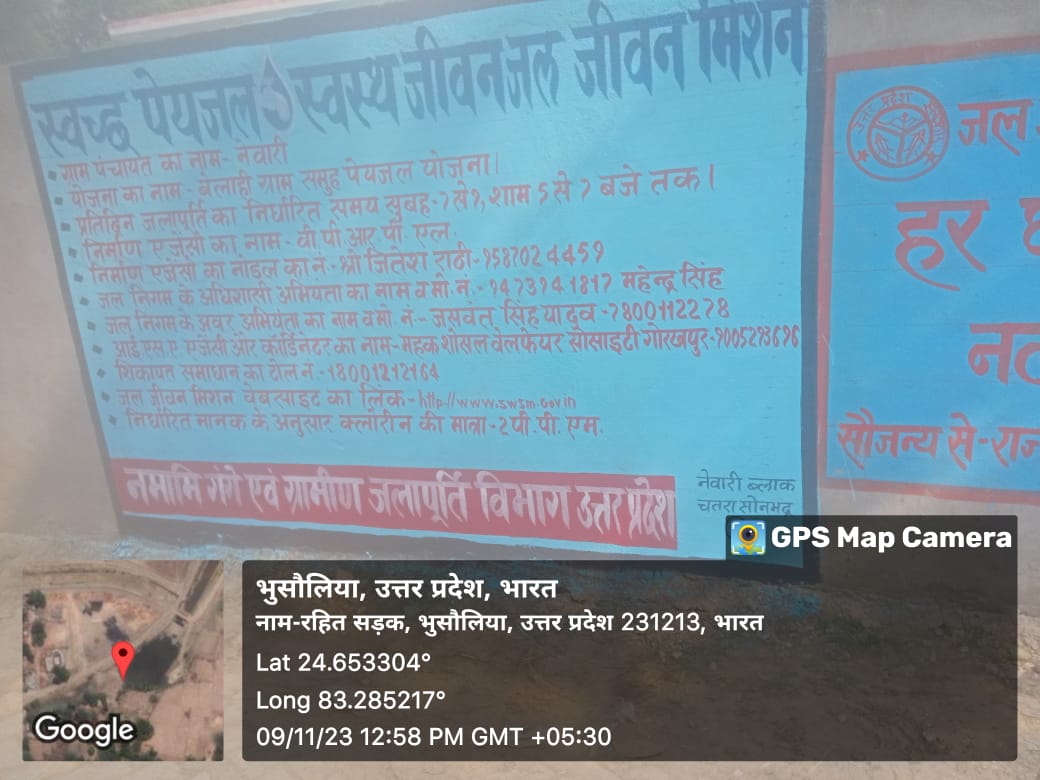 स्वच्छ पेयजल स्वस्थ जीवन जल जीवन मिशन
• ग्राम पंचायत का नाम- नेवारी
• योजना का नाम - बेलाही ग्राम समुह पेयजल योजना।
• प्रतिदिन जलापूर्ति का निर्धारित समय सुबह-7 से 9, शाम 5 से 7 बजे तक।
• निर्माण एजेंसी का नाम - वी.पी.आर.पी.एल.
• निर्माण एजेंसी का नोडल का नं.- श्री जितेश राठी- 9587024459
• जल निगम के अधिशासी अभियंता का नाम व मो. नं.- 9473941817 महेन्द्र सिंह
• जल निगम के अवर अभियंता का नाम व मो. नं.- जसवंत सिंह यादव -7800112278
• आई.एस.ए. एजेंसी और कोर्डिनेटर का नाम- महक शोसल वेलफेयर सोसाइटी गोरखपुर-
• शिकायत समाधान का टोल नं.-18001212164
• जल जीवन मिशन वेबसाइट का लिंक - http://www.swsm.gov.in
• निर्धारित मानक के अनुसार क्लोरीन की मात्रा-2 पी.पी.एम.
नमामि गंगे एवं ग्रामीण जलापूर्ति विभाग उत्तर प्रदेश
नेवारी ब्लाक
चतरा सोनभद्र
उत्तर प्रदेश
जल
हर
सौजन्य से-
GPS Map Camera
भुसौलिया, उत्तर प्रदेश, भारत
नाम-रहित सड़क, भुसौलिया, उत्तर प्रदेश 231213, भारत
Lat 24.653304°
Long 83.285217°
09/11/23 12:58 PM GMT +05:30
Google